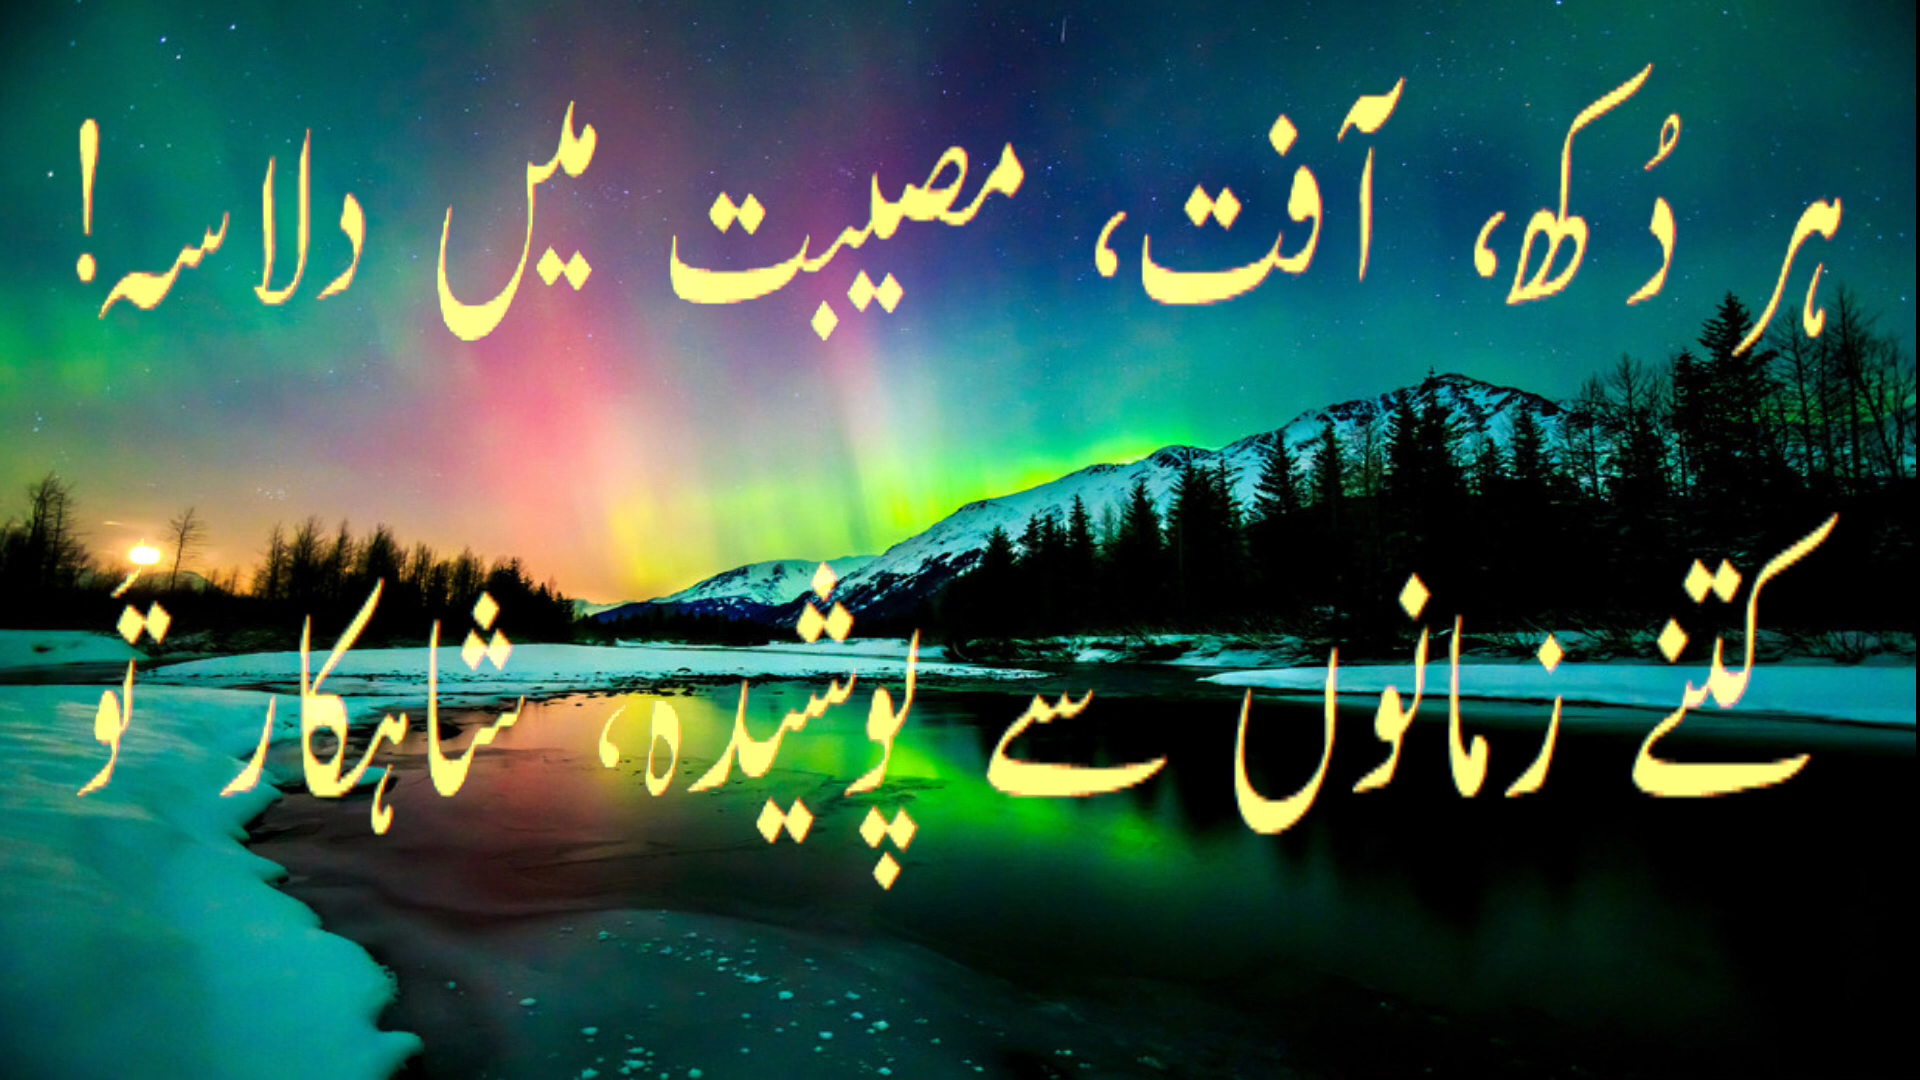 ہر دُکھ، آفت، مصیبت میں دلاسہ!
کتنے زمانوں سے پوشیدہ، شاہکار تُو